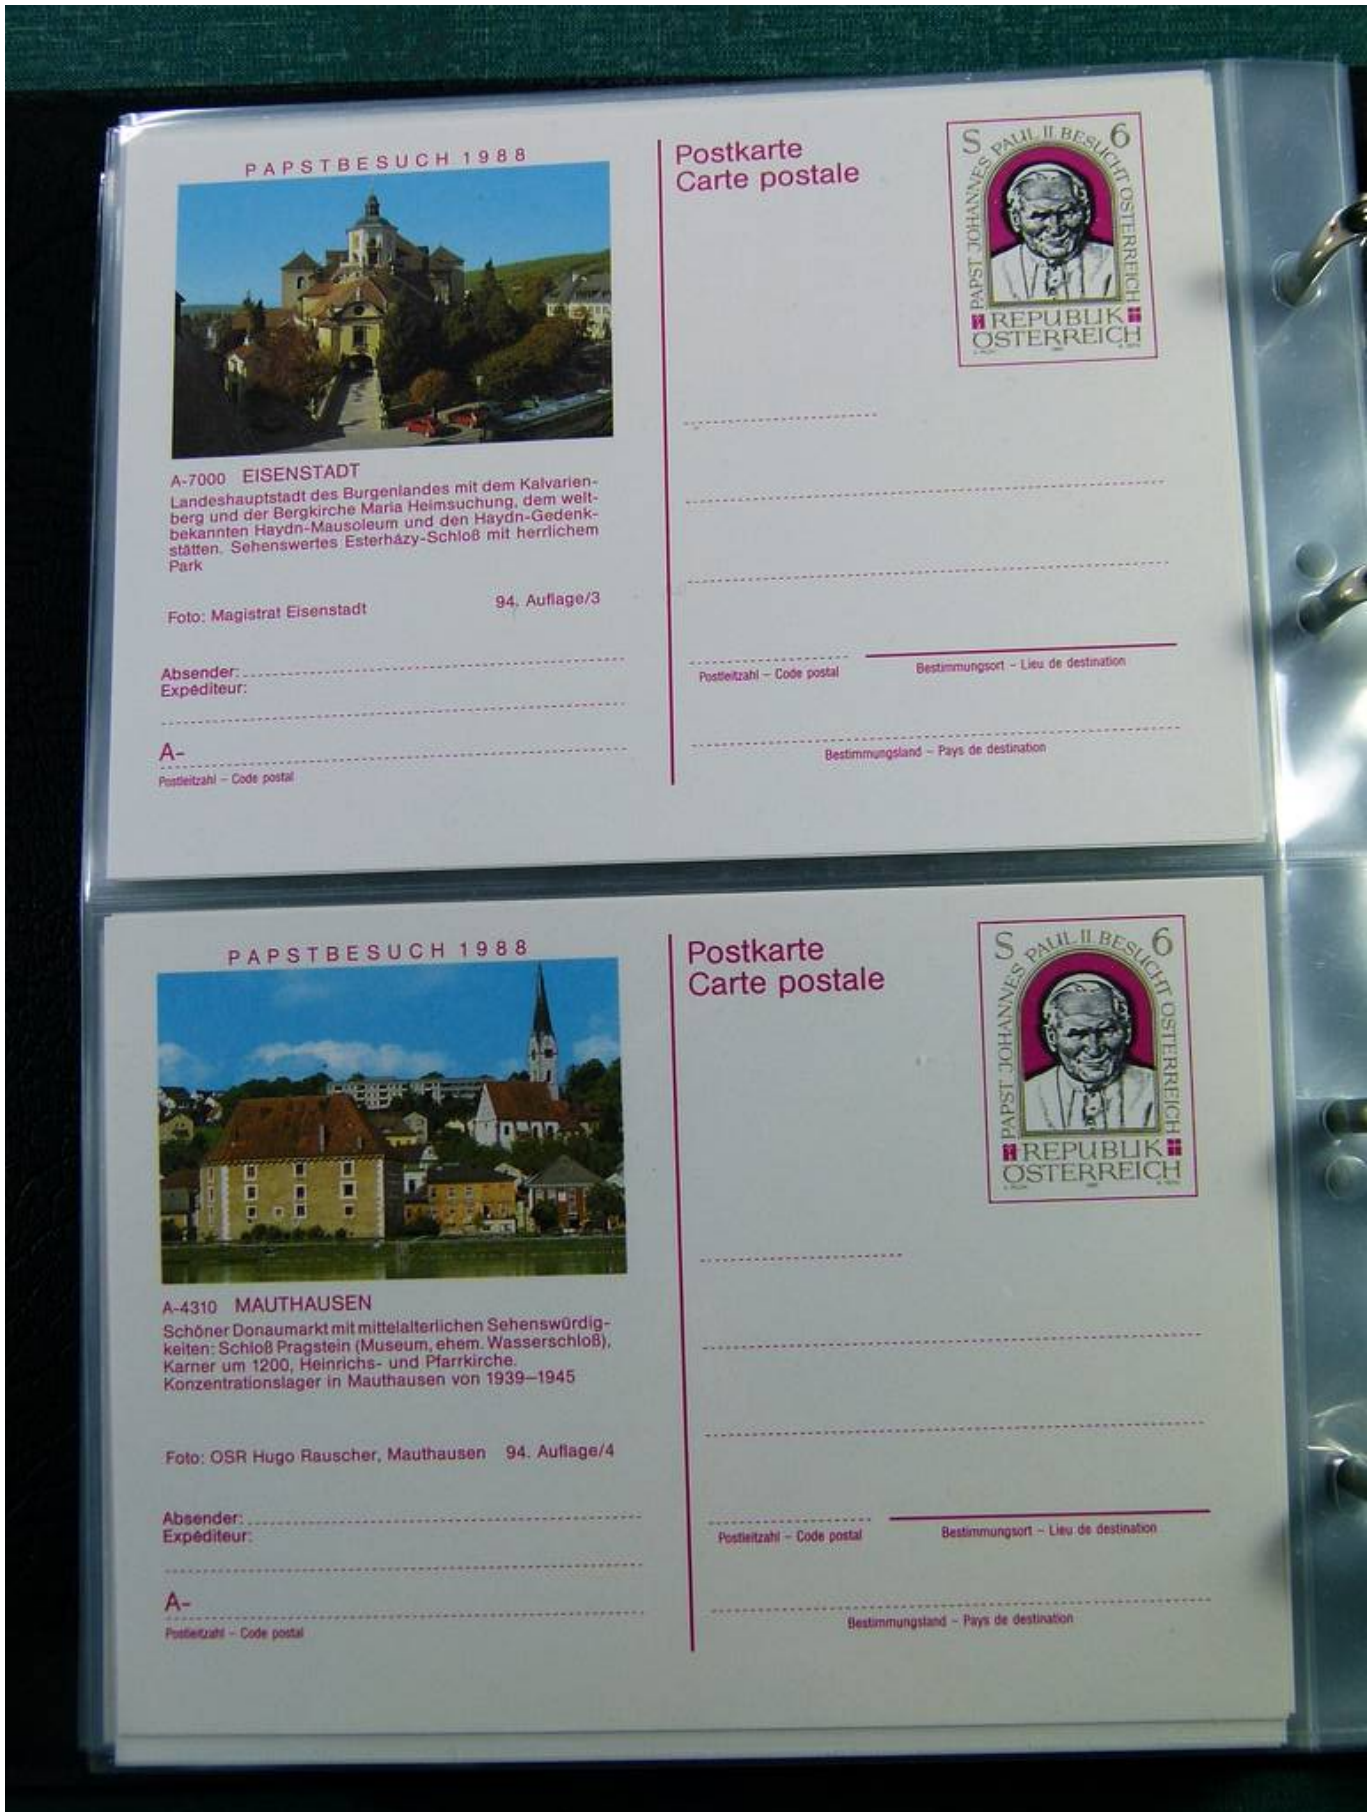 PAPSTBESUCH 1988
A-7000 EISENSTADT
Landeshauptstadt des Burgenlandes mit dem Kalvarien-
berg und der Bergkirche Maria Heimsuchung, dem welt-
bekannten Haydn-Mausoleum und den Haydn-Gedenk-
stätten. Sehenswertes Esterházy-Schloß mit herrlichem
Park
Foto: Magistrat Eisenstadt 94. Auflage/3
Absender:
Expéditeur:
A-
Postleitzahl – Code postal
Postkarte
Carte postale
S 6
PAPST JOHANNES PAUL II BESUCHT ÖSTERREICH
REPUBLIK
ÖSTERREICH
Postleitzahl – Code postal
Bestimmungsort – Lieu de destination
Bestimmungsland – Pays de destination
PAPSTBESUCH 1988
A-4310 MAUTHAUSEN
Schöner Donaumarkt mit mittelalterlichen Sehenswürdig-
keiten: Schloß Pragstein (Museum, ehem. Wasserschloß),
Karner um 1200, Heinrichs- und Pfarrkirche.
Konzentrationslager in Mauthausen von 1939–1945
Foto: OSR Hugo Rauscher, Mauthausen 94. Auflage/4
Absender:
Expéditeur:
A-
Postleitzahl – Code postal
Postkarte
Carte postale
S 6
PAPST JOHANNES PAUL II BESUCHT ÖSTERREICH
REPUBLIK
ÖSTERREICH
Postleitzahl – Code postal
Bestimmungsort – Lieu de destination
Bestimmungsland – Pays de destination